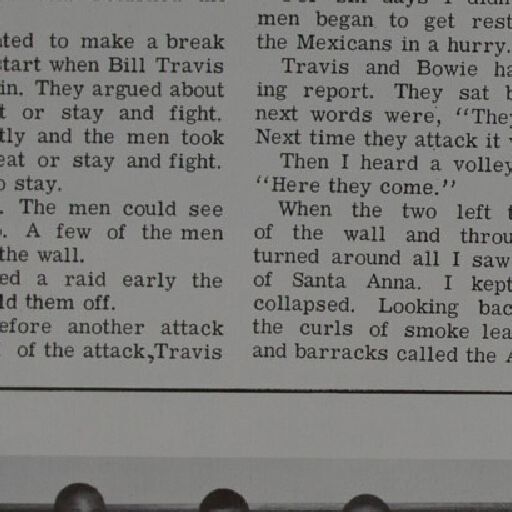 ated to make a break
start when Bill Travis
in. They argued about
t or stay and fight.
tly and the men took
eat or stay and fight.
o stay.
. The men could see
. A few of the men
the wall.
ed a raid early the
ld them off.
efore another attack
of the attack,Travis
days I
men began to get rest
the Mexicans in a hurry.
Travis and Bowie ha
ing report. They sat b
next words were, "They
Next time they attack it
Then I heard a volley
"Here they come."
When the two left t
of the wall and throu
turned around all I saw
of Santa Anna. I kept
collapsed. Looking bac
the curls of smoke lea
and barracks called the A